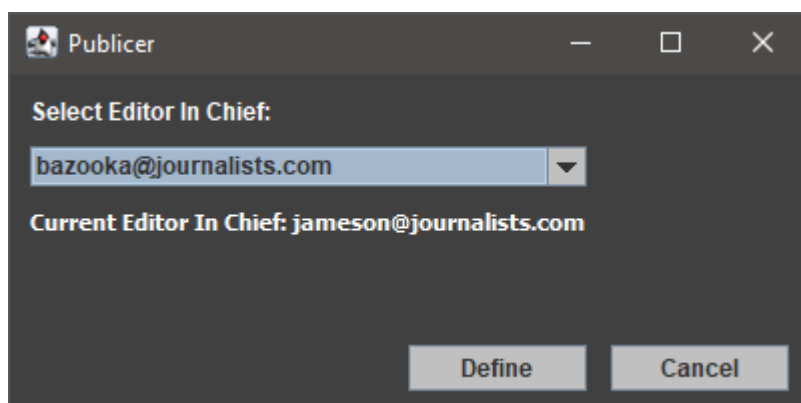 Publicer
Select Editor In Chief:
bazooka@journalists.com
Current Editor In Chief: jameson@journalists.com
Define Cancel